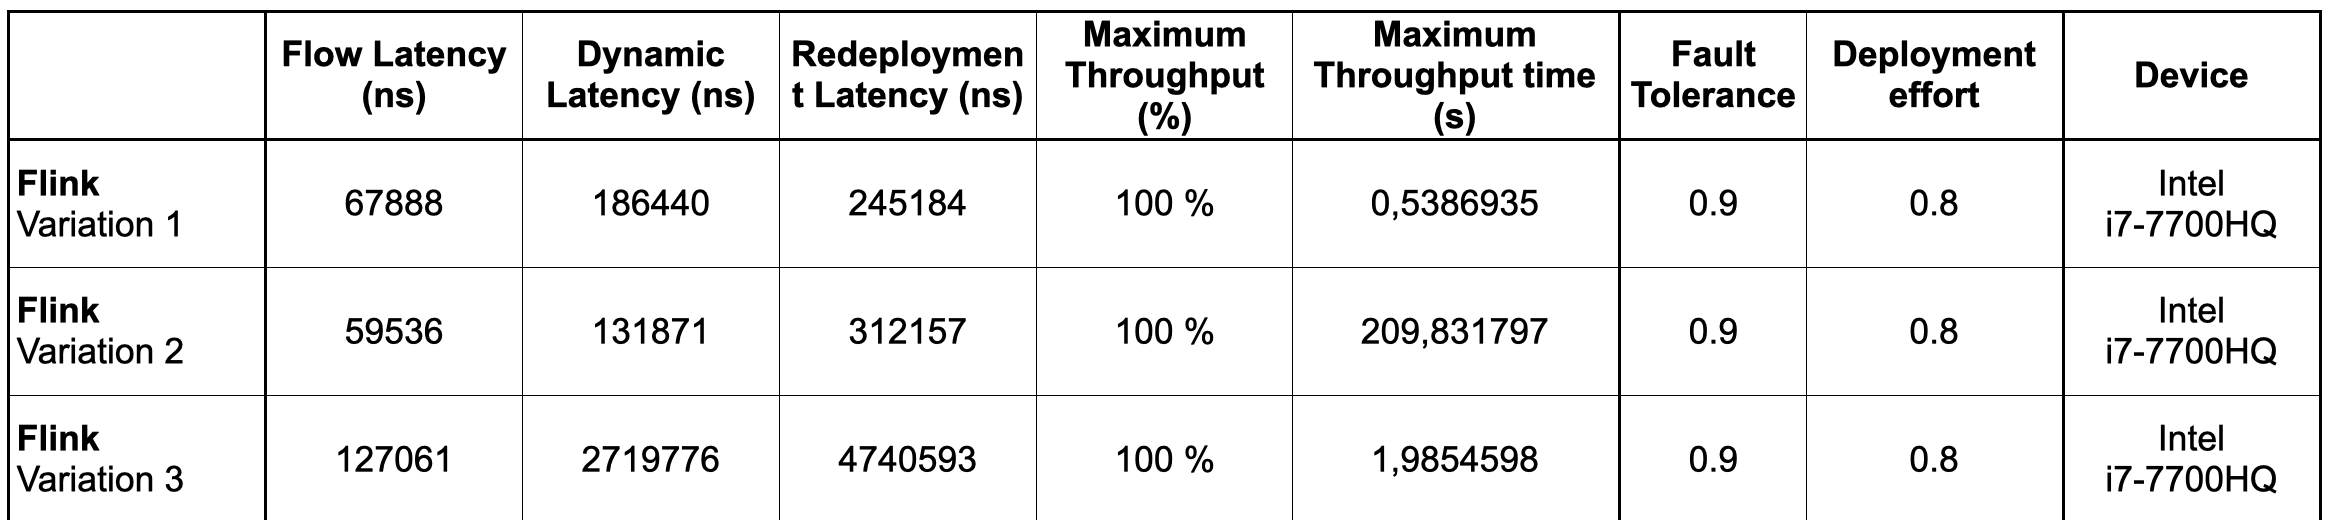 Flow Latency (ns) Dynamic Latency (ns) Redeploymen t Latency (ns) Maximum Throughput (%) Maximum Throughput time (s) Fault Tolerance Deployment effort Device
Flink Variation 1 67888 186440 245184 100 % 0,5386935 0.9 0.8 Intel i7-7700HQ
Flink Variation 2 59536 131871 312157 100 % 209,831797 0.9 0.8 Intel i7-7700HQ
Flink Variation 3 127061 2719776 4740593 100 % 1,9854598 0.9 0.8 Intel i7-7700HQ